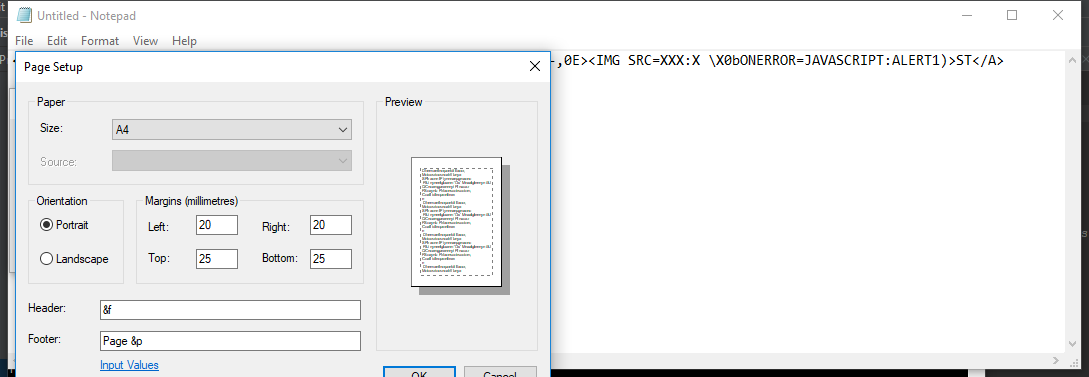 Untitled - Notepad
File Edit Format View Help
,0E><IMG SRC=XXX:X \X0bONERROR=JAVASCRIPT:ALERT1)>ST</A>
Page Setup
Paper
Size: A4
Source:
Orientation
Portrait
Landscape
Margins (millimetres)
Left: 20 Right: 20
Top: 25 Bottom: 25
Header: &f
Footer: Page &p
Input Values
Preview
OK Cancel